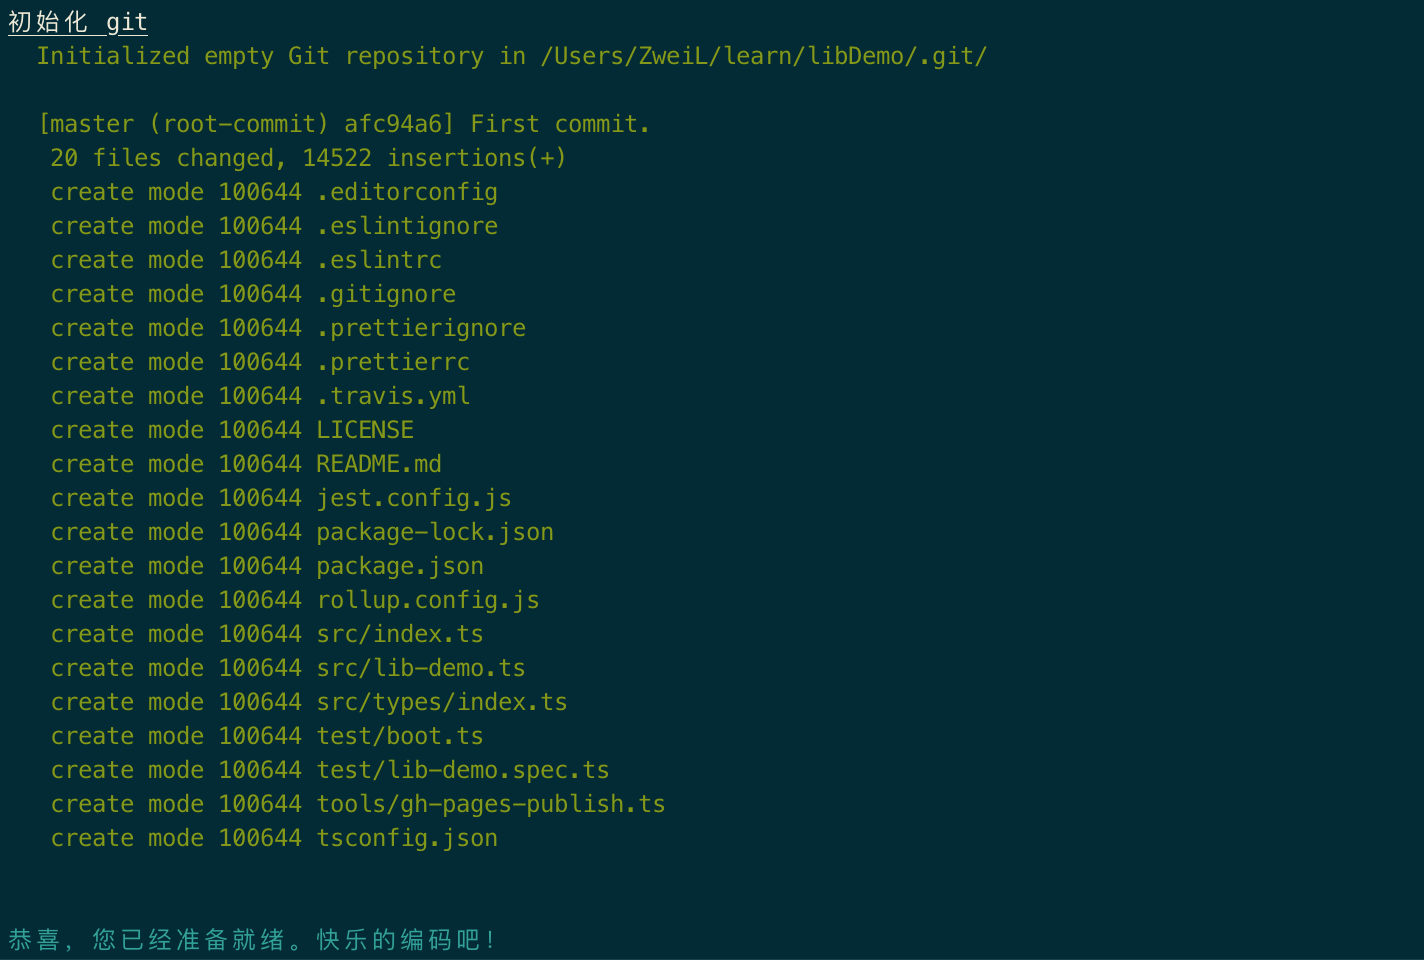 初始化 git
Initialized empty Git repository in /Users/ZweiL/learn/libDemo/.git/
[master (root-commit) afc94a6] First commit.
20 files changed, 14522 insertions(+)
create mode 100644 .editorconfig
create mode 100644 .eslintignore
create mode 100644 .eslintrc
create mode 100644 .gitignore
create mode 100644 .prettierignore
create mode 100644 .prettierrc
create mode 100644 .travis.yml
create mode 100644 LICENSE
create mode 100644 README.md
create mode 100644 jest.config.js
create mode 100644 package-lock.json
create mode 100644 package.json
create mode 100644 rollup.config.js
create mode 100644 src/index.ts
create mode 100644 src/lib-demo.ts
create mode 100644 src/types/index.ts
create mode 100644 test/boot.ts
create mode 100644 test/lib-demo.spec.ts
create mode 100644 tools/gh-pages-publish.ts
create mode 100644 tsconfig.json
恭喜, 您已经准备就绪。快乐的编码吧!